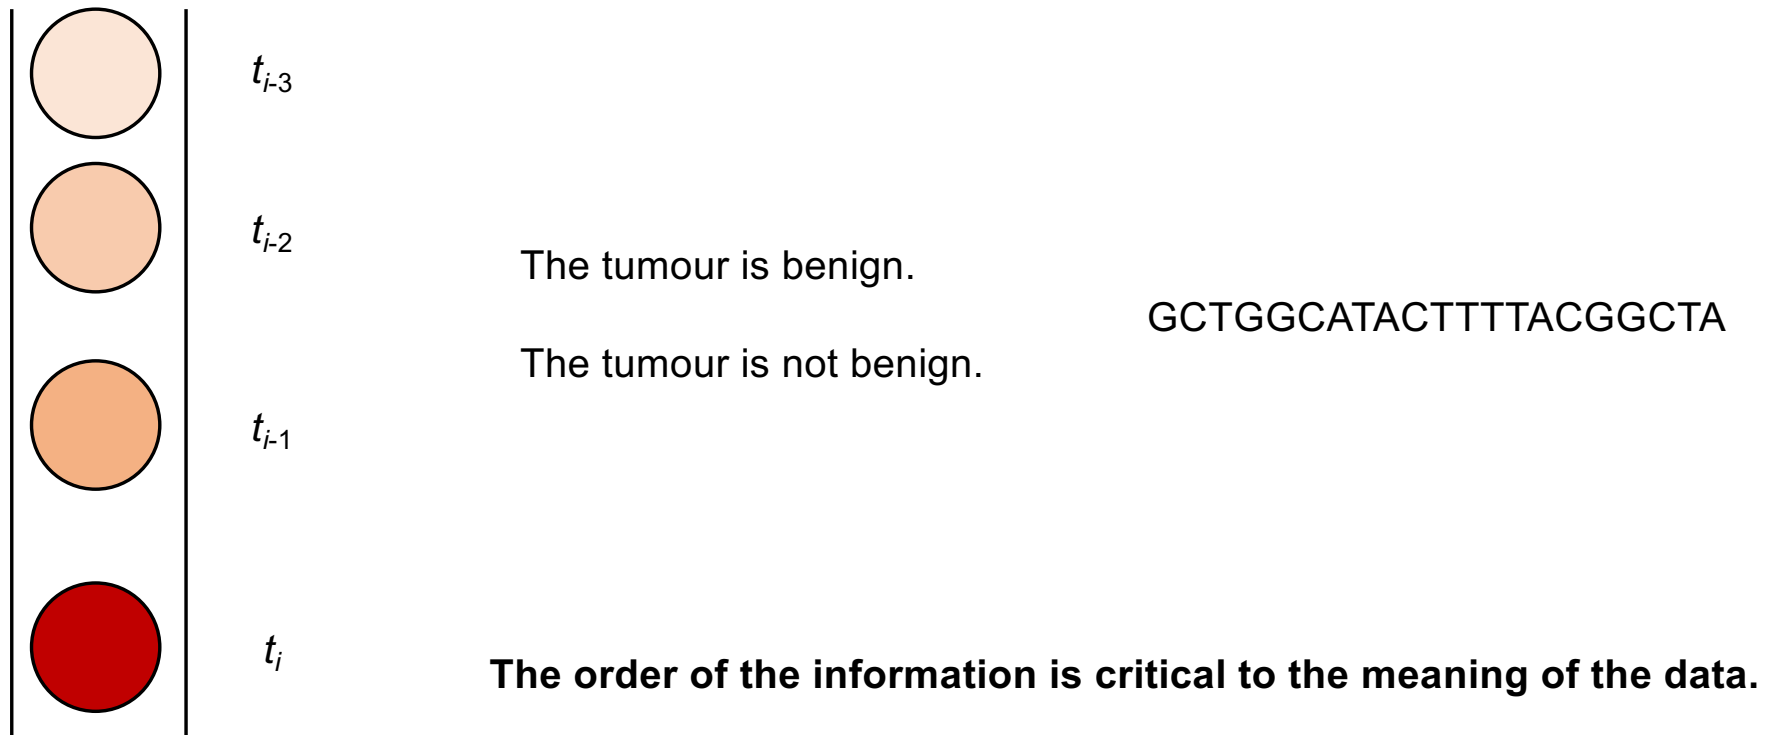 t_{i-3}
t_{i-2}
The tumour is benign.
GCTGGCATACTTTTACGGCTA
The tumour is not benign.
t_{i-1}
t_i
The order of the information is critical to the meaning of the data.